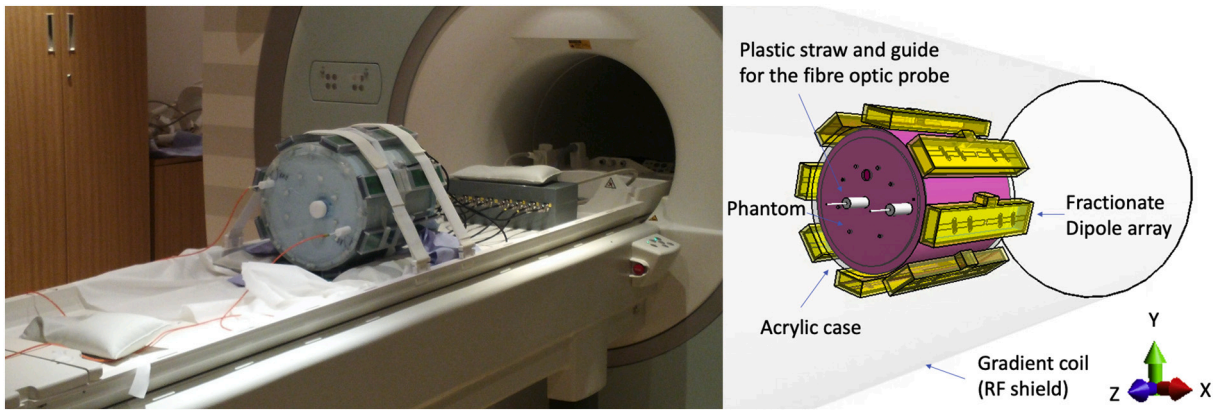 Plastic straw and guide
for the fibre optic probe
Phantom
Fractionate
Dipole array
Acrylic case
Gradient coil
(RF shield)
Y
Z
X